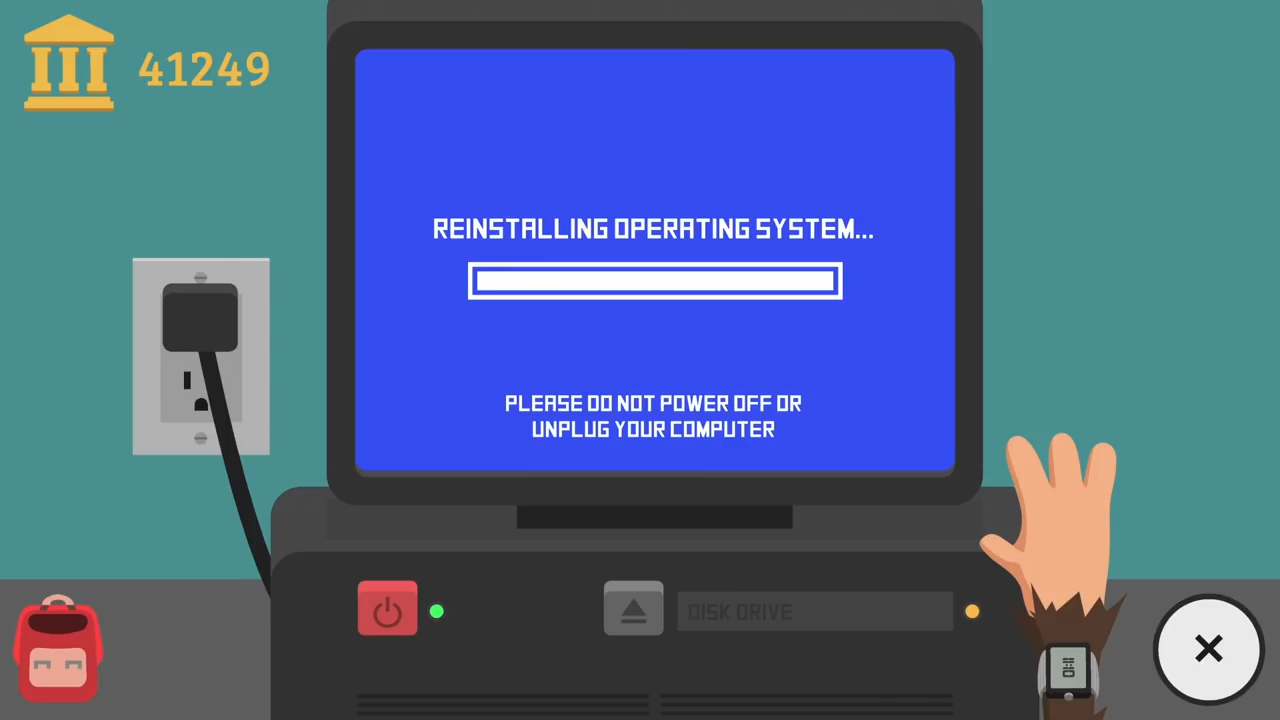 41249
REINSTALLING OPERATING SYSTEM...
PLEASE DO NOT POWER OFF OR
UNPLUG YOUR COMPUTER
DISK DRIVE